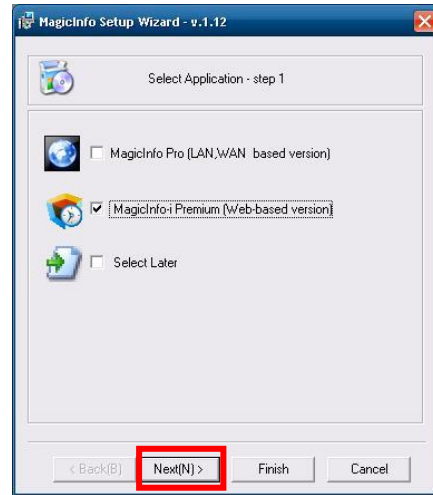 MagicInfo Setup Wizard - v.1.12
Select Application - step 1
MagicInfo Pro (LAN,WAN based version)
MagicInfo-i Premium (Web-based version)
Select Later
< Back(B) Next(N) > Finish Cancel